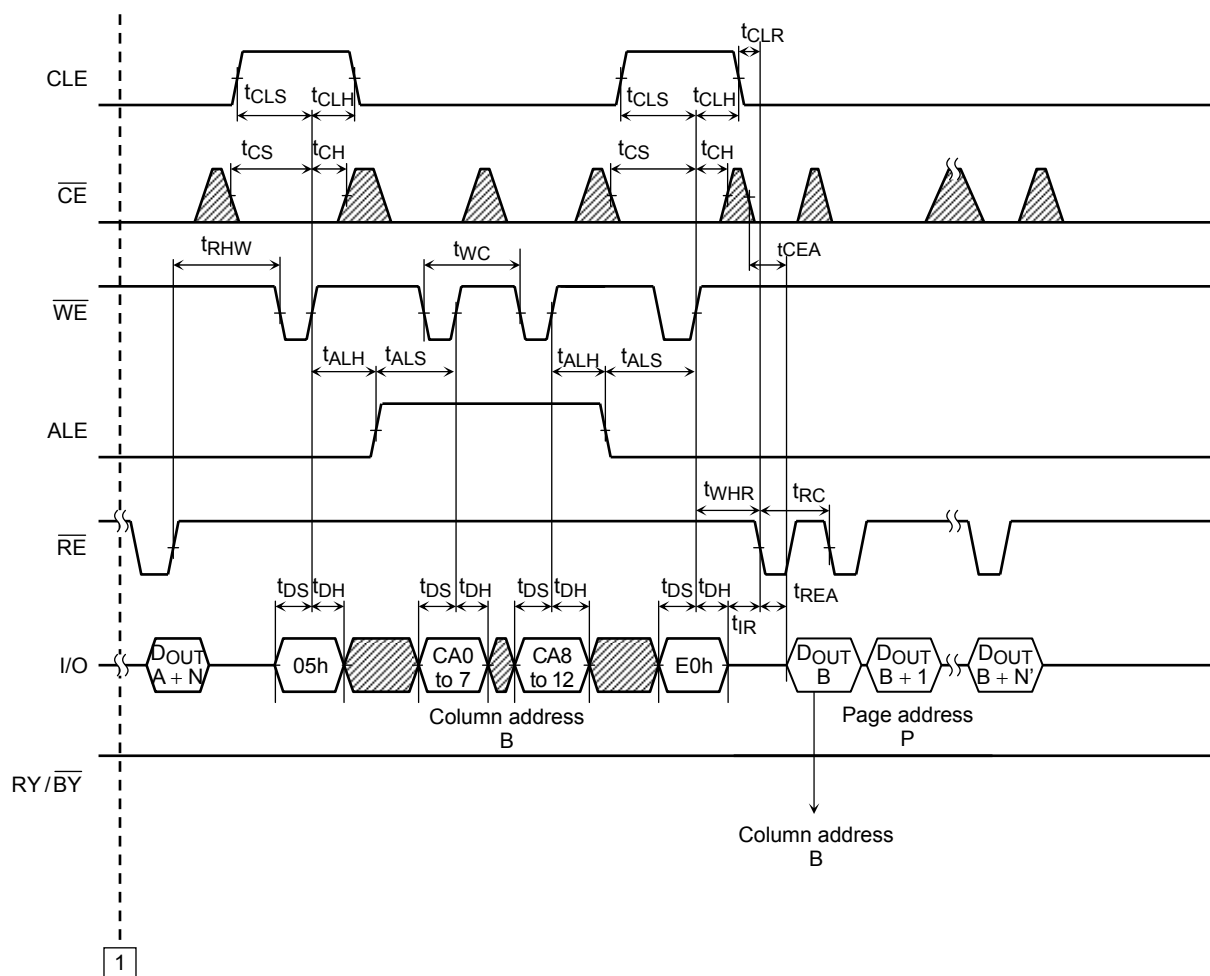 tCLR
CLE
tCLS tCLH tCLS tCLH
tCS tCH tCS tCH
CE
tCEA
tRHW tWC
WE
tALH tALS tALH tALS
ALE
tWHR tRC
RE
tDS tDH tDS tDH tDS tDH tDS tDH tREA
tIR
I/O
DOUT
A + N
05h
CA0
to 7
CA8
to 12
E0h
DOUT
B
DOUT
B + 1
DOUT
B + N'
Column address
B
Page address
P
RY/BY
Column address
B
1